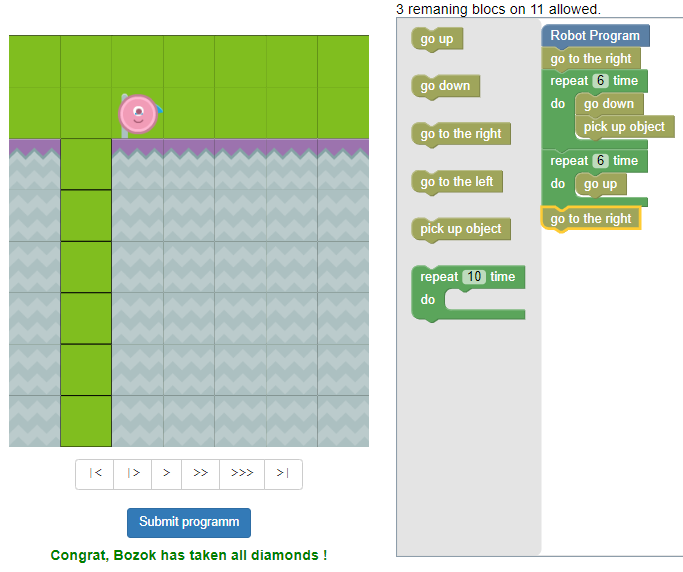 3 remaning blocs on 11 allowed.
go up
go down
go to the right
go to the left
pick up object
repeat 10 time
do
Robot Program
go to the right
repeat 6 time
do go down
pick up object
repeat 6 time
do go up
go to the right
|< |> > >> >>> >|
Submit programm
Congrat, Bozok has taken all diamonds !